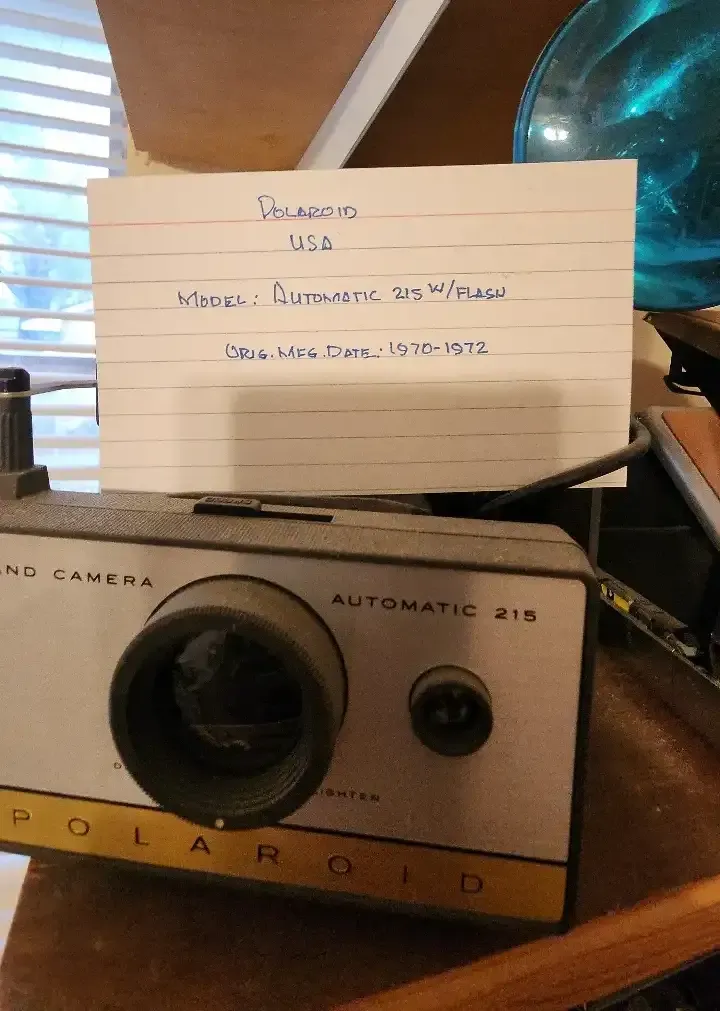 POLAROID
USA
MODEL: AUTOMATIC 215 W/FLASH
ORIG. MFG. DATE: 1970-1972
AND CAMERA
AUTOMATIC 215
POLAROID